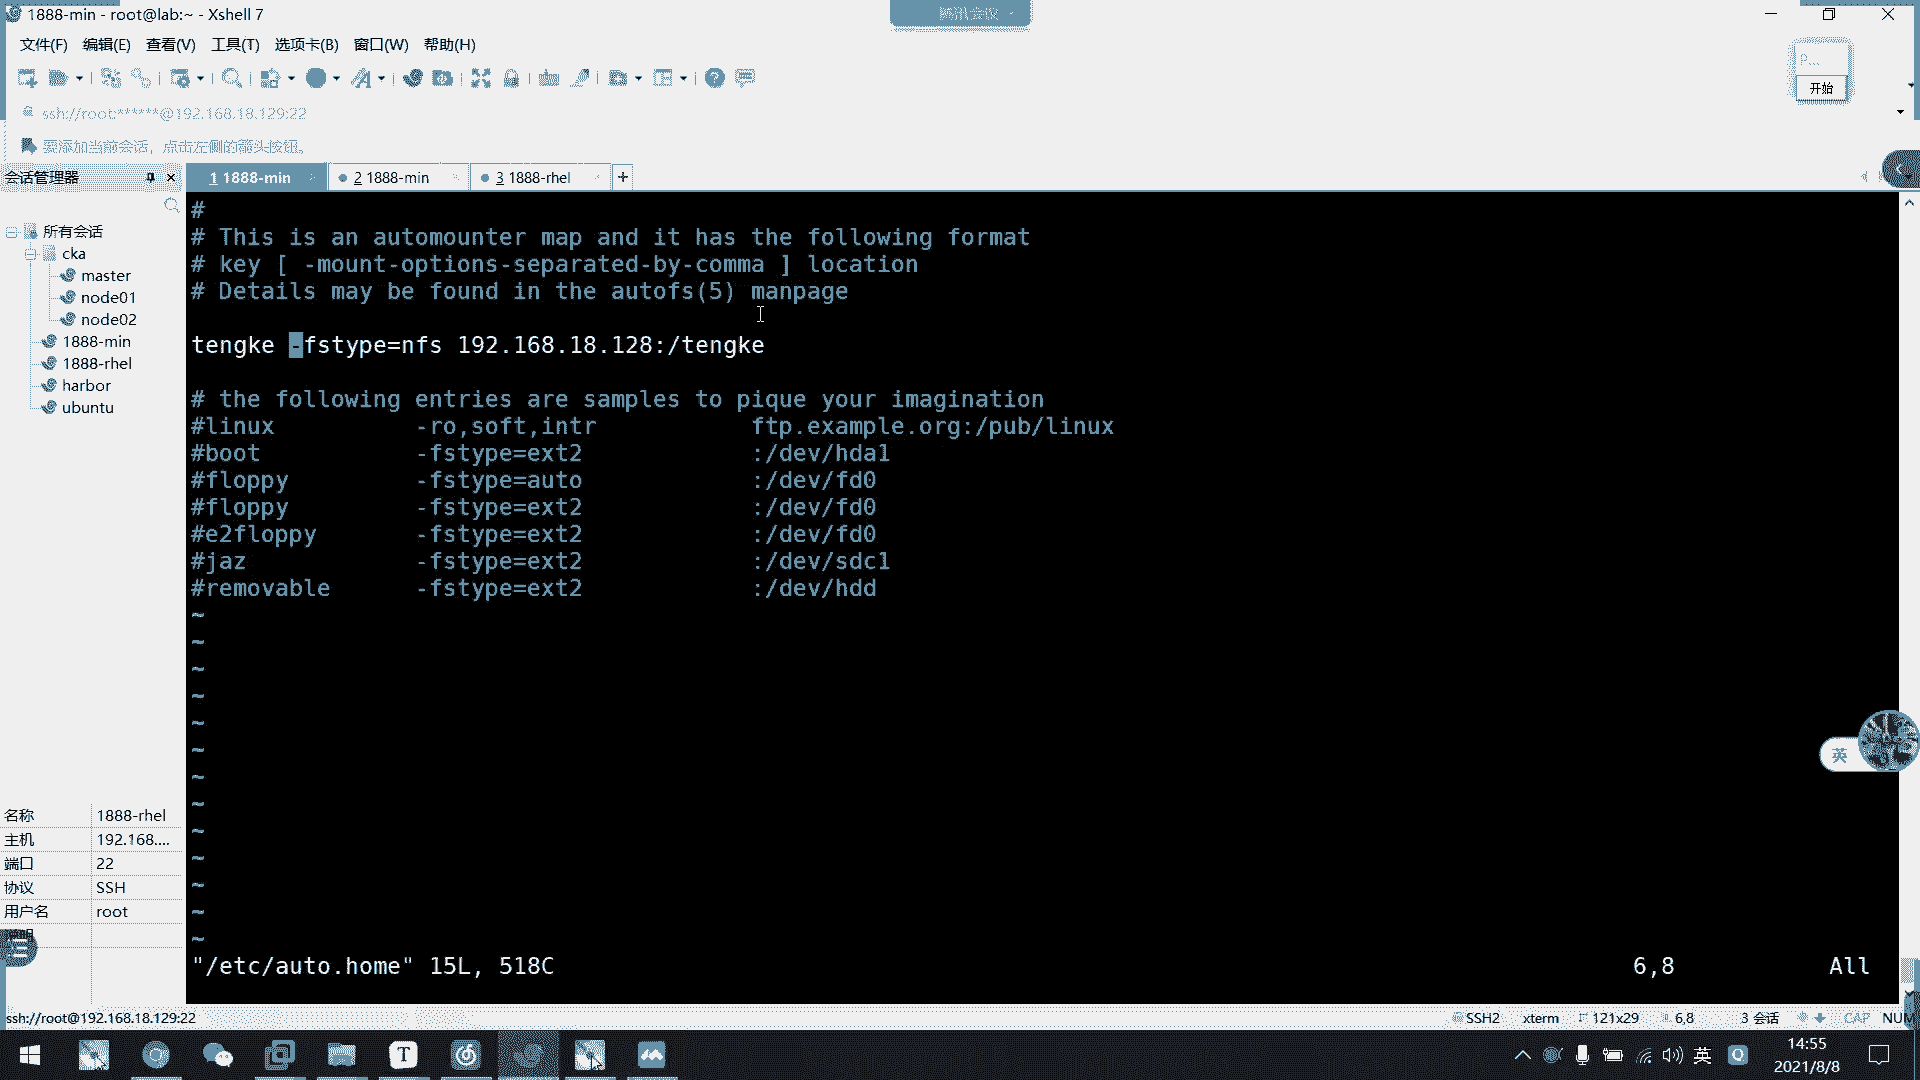 1888-min - root@lab:~ - Xshell 7
腾讯会议
文件(F) 编辑(E) 查看(V) 工具(T) 选项卡(B) 窗口(W) 帮助(H)
P...
开始
ssh://root:******@192.168.18.129:22
要添加当前会话，点击左侧的箭头按钮。
会话管理器
1 1888-min
2 1888-min
3 1888-rhel
+
所有会话
cka
master
node01
node02
1888-min
1888-rhel
harbor
ubuntu
#
# This is an automounter map and it has the following format
# key [ -mount-options-separated-by-comma ] location
# Details may be found in the autofs(5) manpage
tengke -fstype=nfs 192.168.18.128:/tengke
# the following entries are samples to pique your imagination
#linux -ro,soft,intr ftp.example.org:/pub/linux
#boot -fstype=ext2 :/dev/hda1
#floppy -fstype=auto :/dev/fd0
#floppy -fstype=ext2 :/dev/fd0
#e2floppy -fstype=ext2 :/dev/fd0
#jaz -fstype=ext2 :/dev/sdc1
#removable -fstype=ext2 :/dev/hdd
~
~
~
~
~
~
~
~
~
~
~
~
~
"/etc/auto.home" 15L, 518C 6,8 All
英
名称 1888-rhel
主机 192.168....
端口 22
协议 SSH
用户名 root
说明
ssh://root@192.168.18.129:22
SSH2 xterm 121x29 6,8 3 会话 CAP NUM
T
英
14:55
2021/8/8